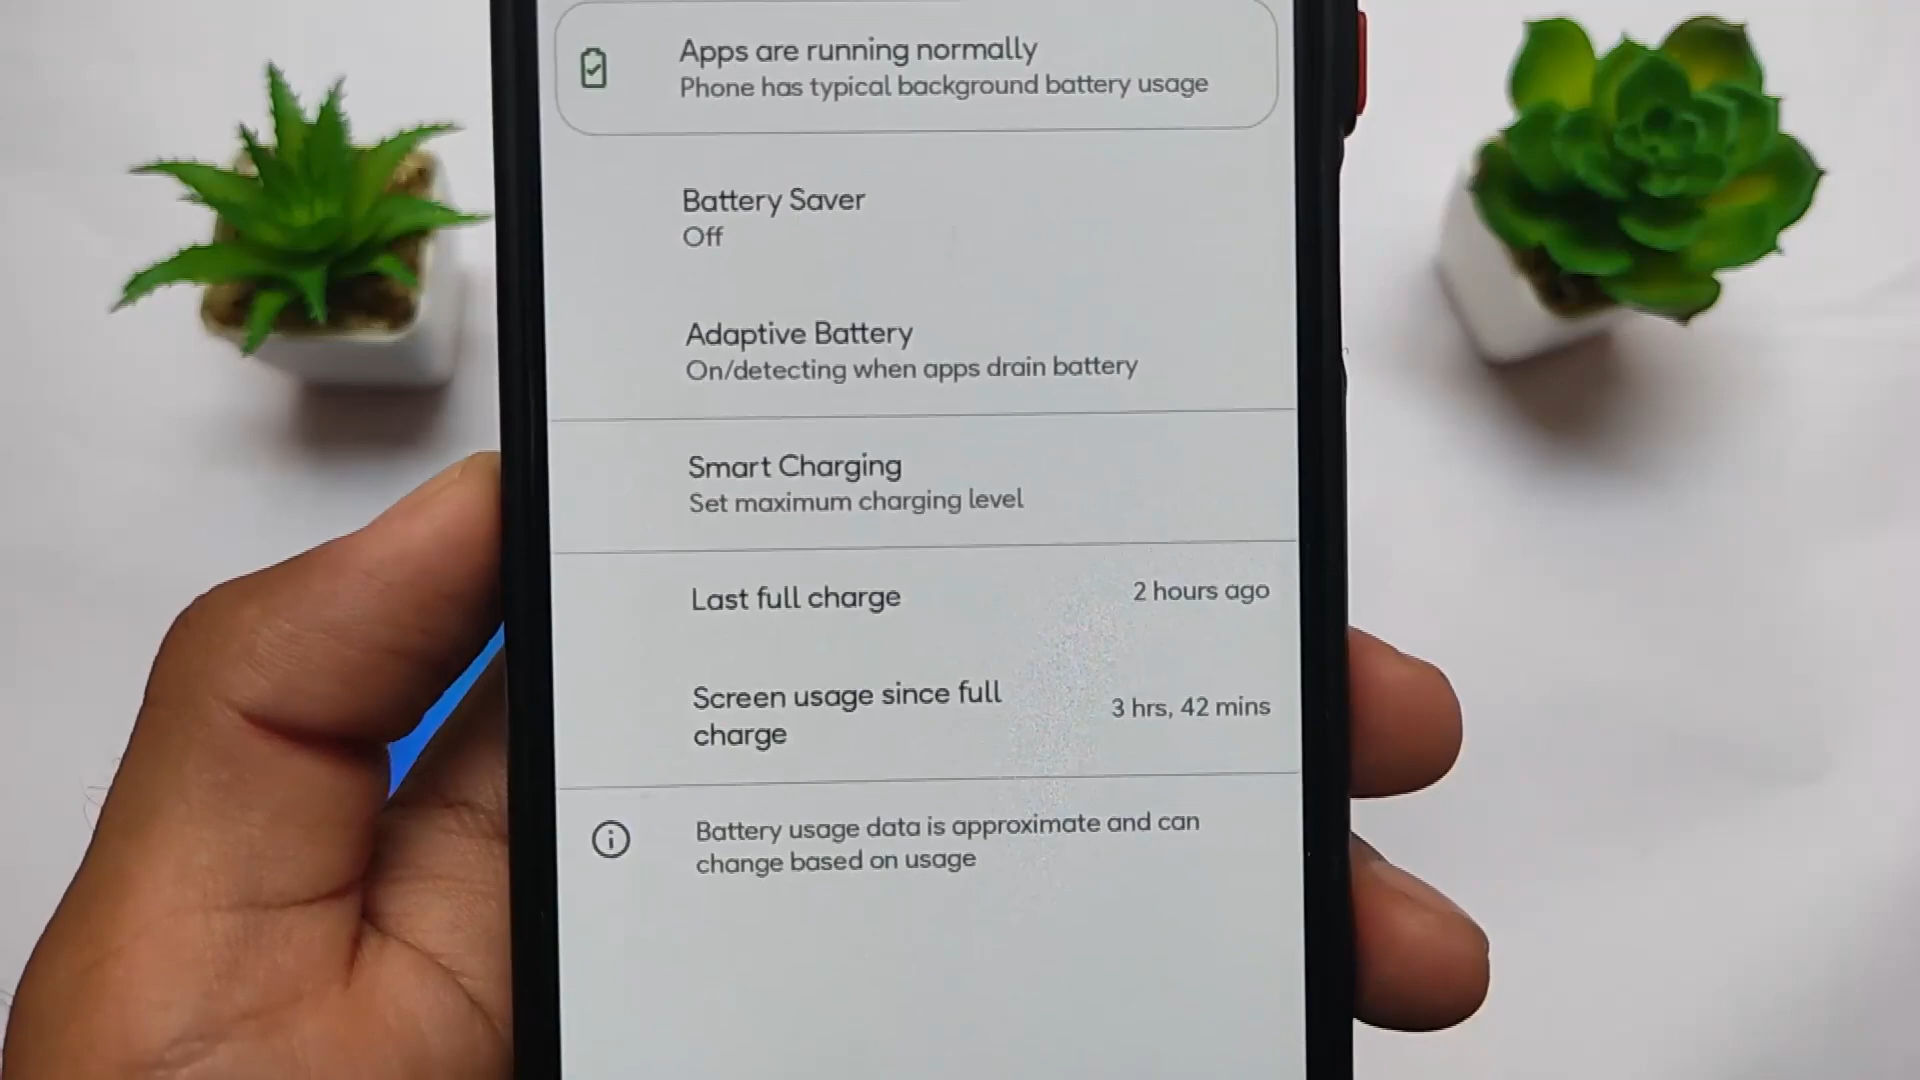 Apps are running normally
Phone has typical background battery usage
Battery Saver
Off
Adaptive Battery
On/detecting when apps drain battery
Smart Charging
Set maximum charging level
Last full charge
2 hours ago
Screen usage since full
charge
3 hrs, 42 mins
Battery usage data is approximate and can
change based on usage